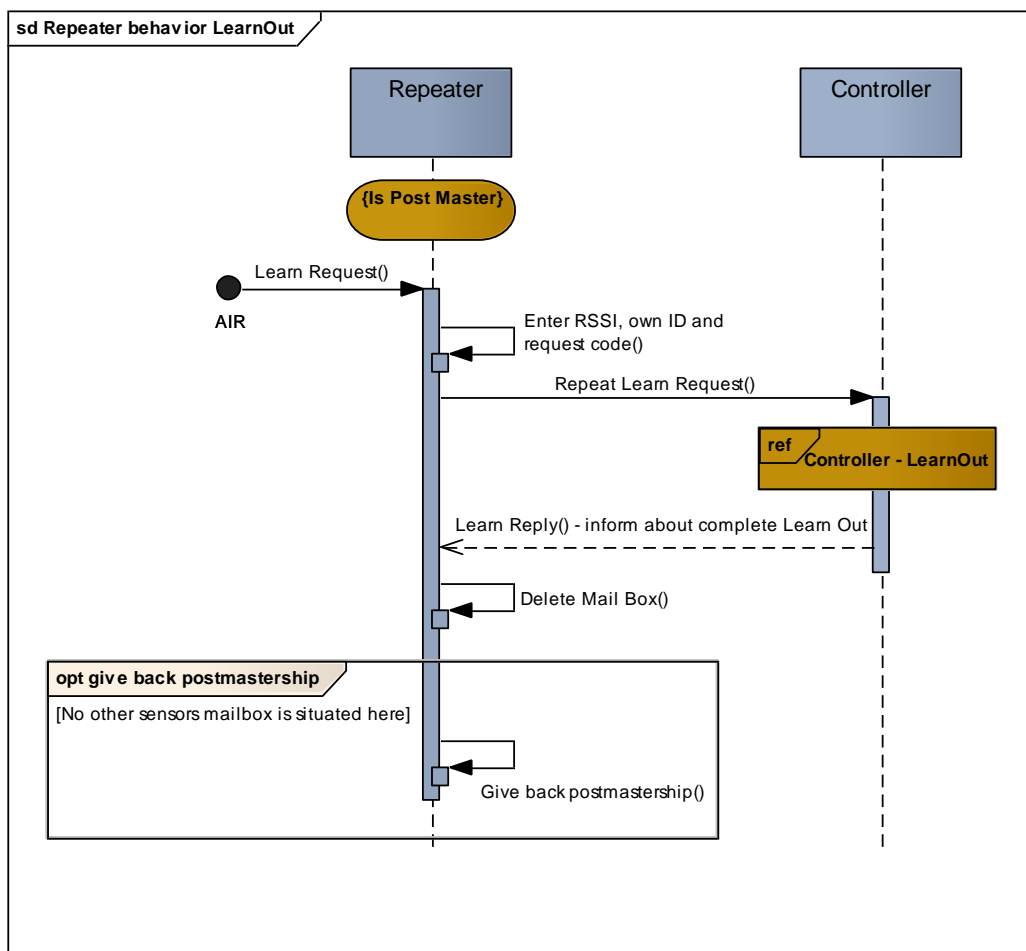 sd Repeater behavior LearnOut
Repeater
Controller
{Is Post Master}
Learn Request()
AIR
Enter RSSI, own ID and
request code()
Repeat Learn Request()
ref
Controller - LearnOut
Learn Reply() - inform about complete Learn Out
Delete Mail Box()
opt give back postmastership
[No other sensors mailbox is situated here]
Give back postmastership()